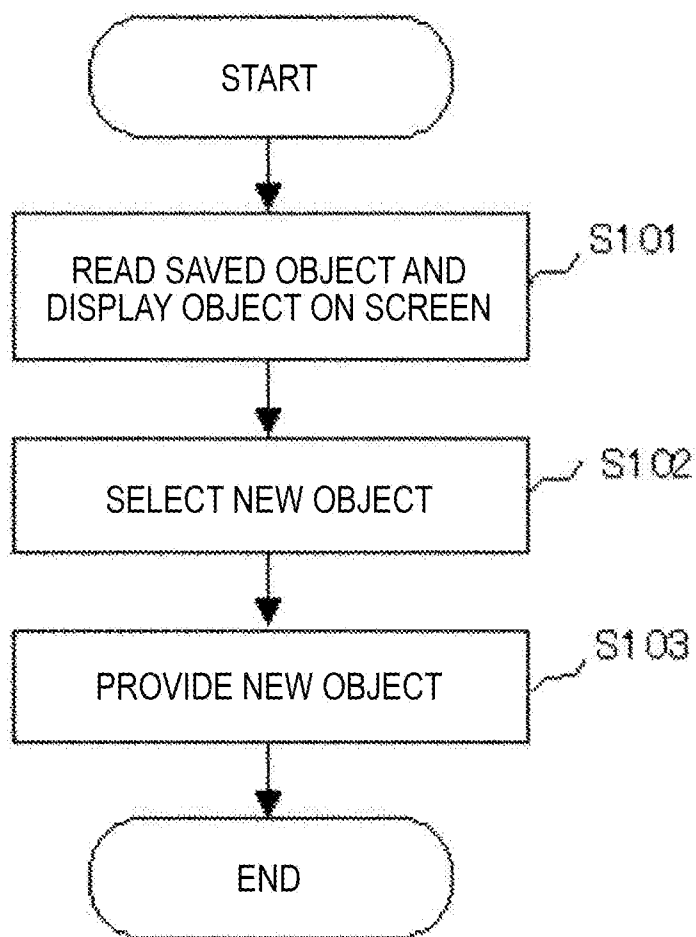 START
READ SAVED OBJECT AND
DISPLAY OBJECT ON SCREEN
S101
SELECT NEW OBJECT
S102
PROVIDE NEW OBJECT
S103
END